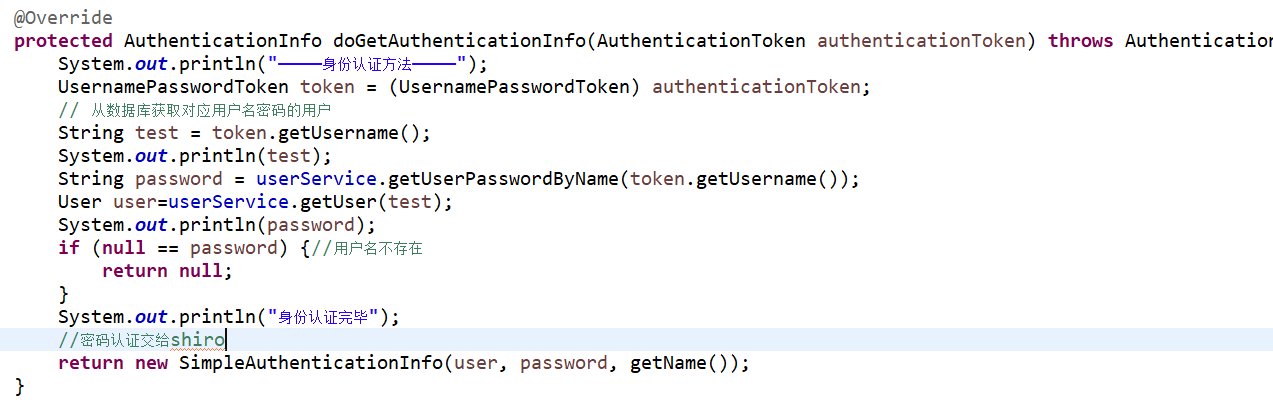 @Override
protected AuthenticationInfo doGetAuthenticationInfo(AuthenticationToken authenticationToken) throws Authentication
System.out.println("————身份认证方法————");
UsernamePasswordToken token = (UsernamePasswordToken) authenticationToken;
// 从数据库获取对应用户名密码的用户
String test = token.getUsername();
System.out.println(test);
String password = userService.getUserPasswordByName(token.getUsername());
User user=userService.getUser(test);
System.out.println(password);
if (null == password) {//用户名不存在
return null;
}
System.out.println("身份认证完毕");
//密码认证交给shiro
return new SimpleAuthenticationInfo(user, password, getName());
}